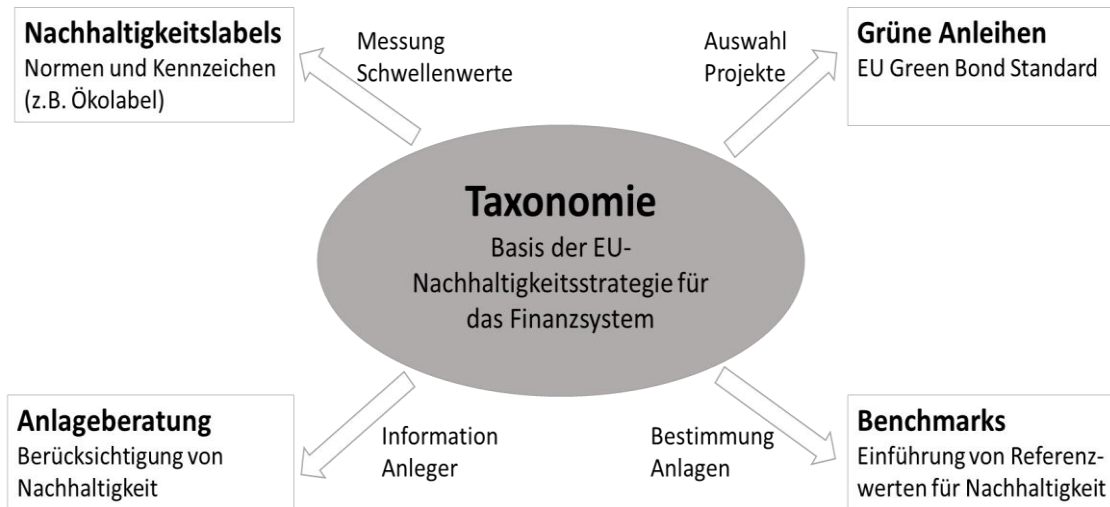 Nachhaltigkeitslabels
Normen und Kennzeichen
(z.B. Ökolabel)
Messung
Schwellenwerte
Auswahl
Projekte
Grüne Anleihen
EU Green Bond Standard
Taxonomie
Basis der EU-
Nachhaltigkeitsstrategie für
das Finanzsystem
Anlageberatung
Berücksichtigung von
Nachhaltigkeit
Information
Anleger
Bestimmung
Anlagen
Benchmarks
Einführung von Referenz-
werten für Nachhaltigkeit